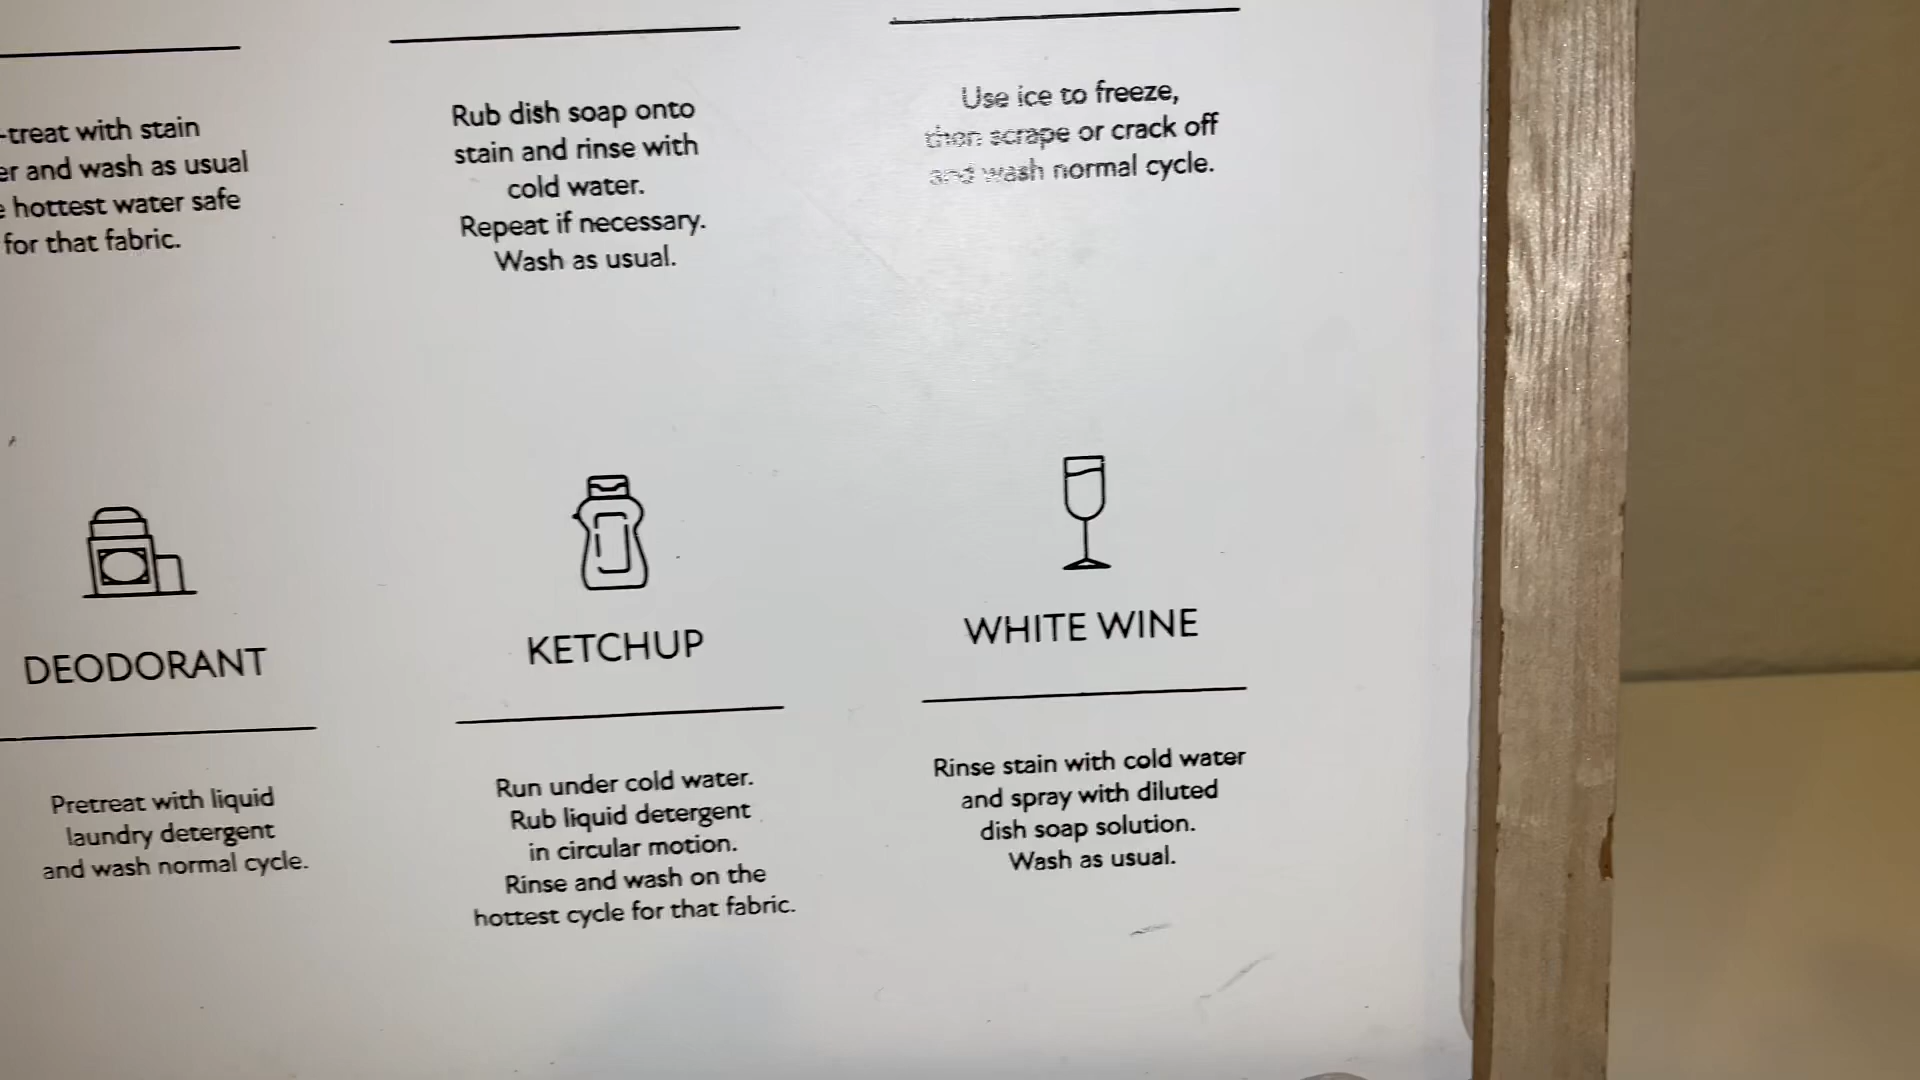 -treat with stain
er and wash as usual
e hottest water safe
for that fabric.
Rub dish soap onto
stain and rinse with
cold water.
Repeat if necessary.
Wash as usual.
Use ice to freeze,
then scrape or crack off
and wash normal cycle.
DEODORANT
Pretreat with liquid
laundry detergent
and wash normal cycle.
KETCHUP
Run under cold water.
Rub liquid detergent
in circular motion.
Rinse and wash on the
hottest cycle for that fabric.
WHITE WINE
Rinse stain with cold water
and spray with diluted
dish soap solution.
Wash as usual.